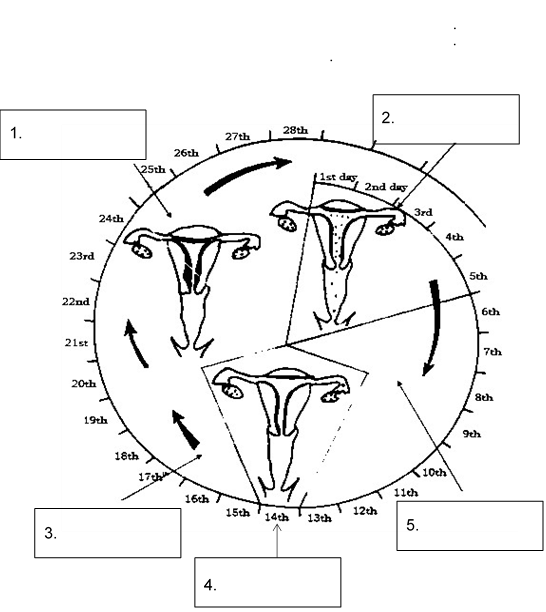 1.
2.
3.
4.
5.
1st day
2nd day
3rd
4th
5th
6th
7th
8th
9th
10th
11th
12th
13th
14th
15th
16th
17th
18th
19th
20th
21st
22nd
23rd
24th
25th
26th
27th
28th